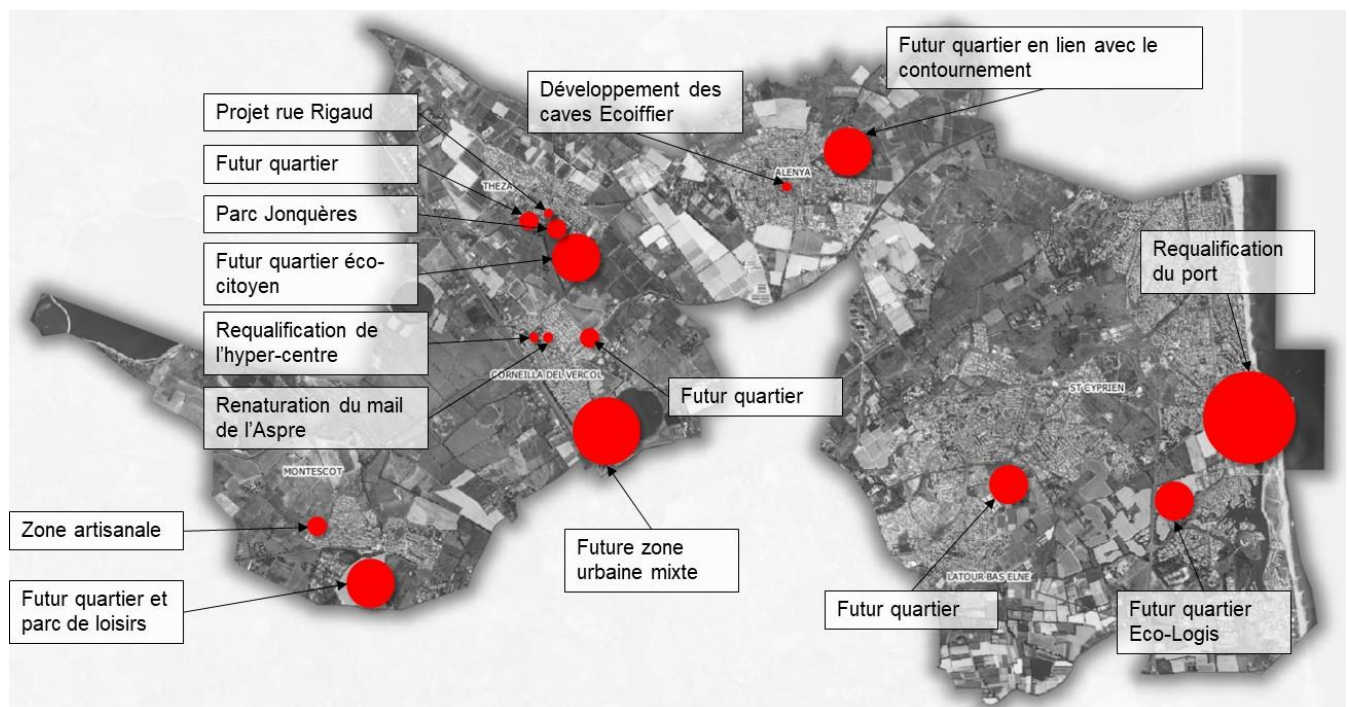 Futur quartier en lien avec le
contournement
Développement des
caves Ecoiffier
Projet rue Rigaud
Futur quartier
Parc Jonquères
Futur quartier éco-
citoyen
Requalification de
l'hyper-centre
Renaturation du mail
de l'Aspre
THEZA
ALENYA
Requalification
du port
CORNEILLA DEL VERCOL
Futur quartier
ST CYPRIEN
MONTESCOT
Zone artisanale
Futur quartier et
parc de loisirs
Future zone
urbaine mixte
LATOUR BAS ELNE
Futur quartier
Futur quartier
Eco-Logis